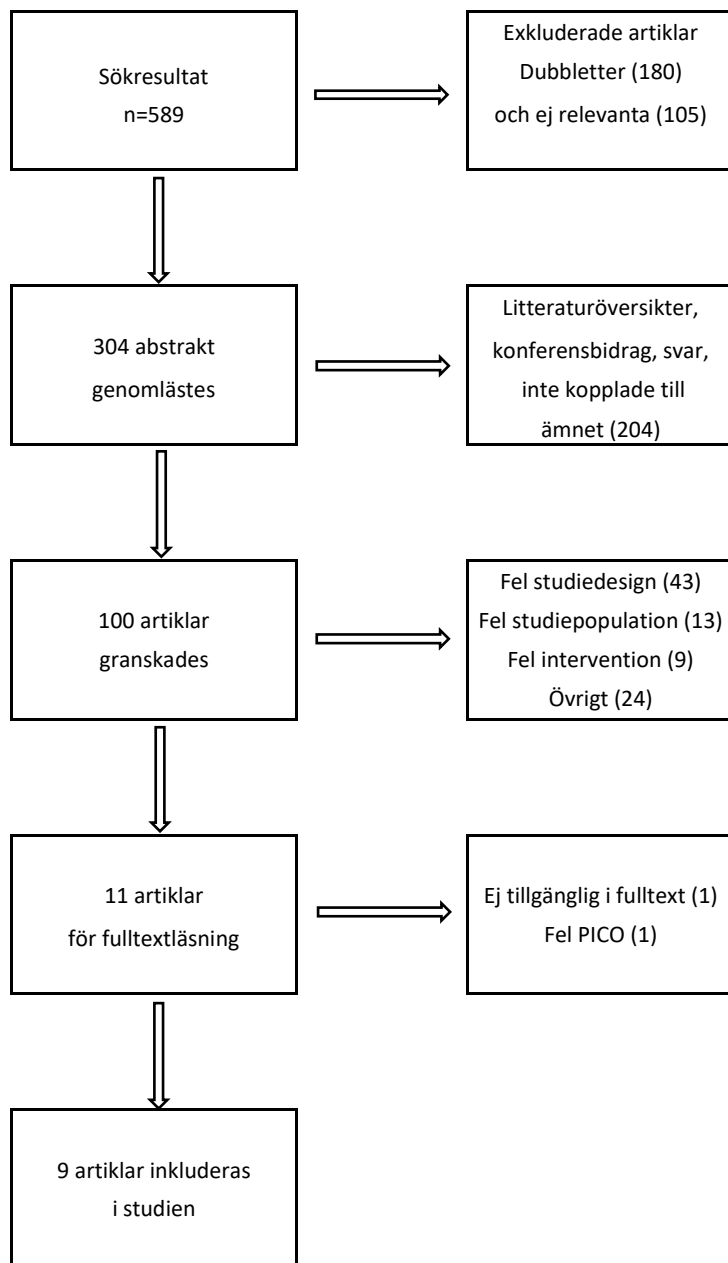 Sökresultat
n=589
Exkluderade artiklar
Dubbletter (180)
och ej relevanta (105)
304 abstrakt
genomlästes
Litteraturöversikter,
konferensbidrag, svar,
inte kopplade till
ämnet (204)
100 artiklar
granskades
Fel studiedesign (43)
Fel studiepopulation (13)
Fel intervention (9)
Övrigt (24)
11 artiklar
för fulltextläsning
Ej tillgänglig i fulltext (1)
Fel PICO (1)
9 artiklar inkluderas
i studien